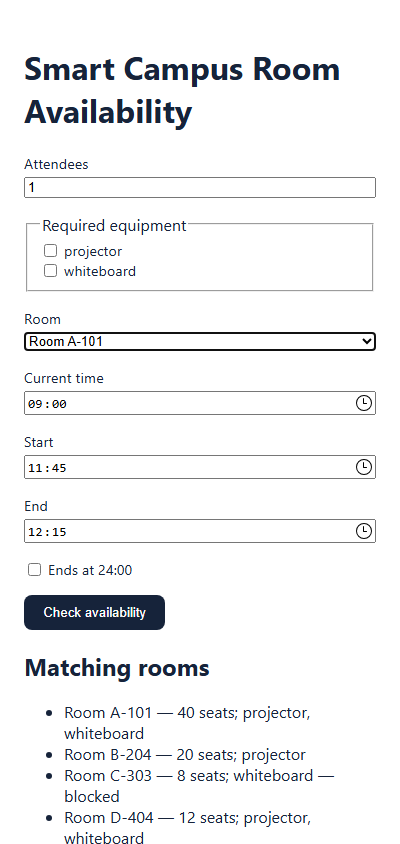 Smart Campus Room
Availability
Attendees
1
Required equipment
projector
whiteboard
Room
Room A-101
Current time
09:00
Start
11:45
End
12:15
Ends at 24:00
Check availability
Matching rooms
Room A-101 — 40 seats; projector,
whiteboard
Room B-204 — 20 seats; projector
Room C-303 — 8 seats; whiteboard —
blocked
Room D-404 — 12 seats; projector,
whiteboard